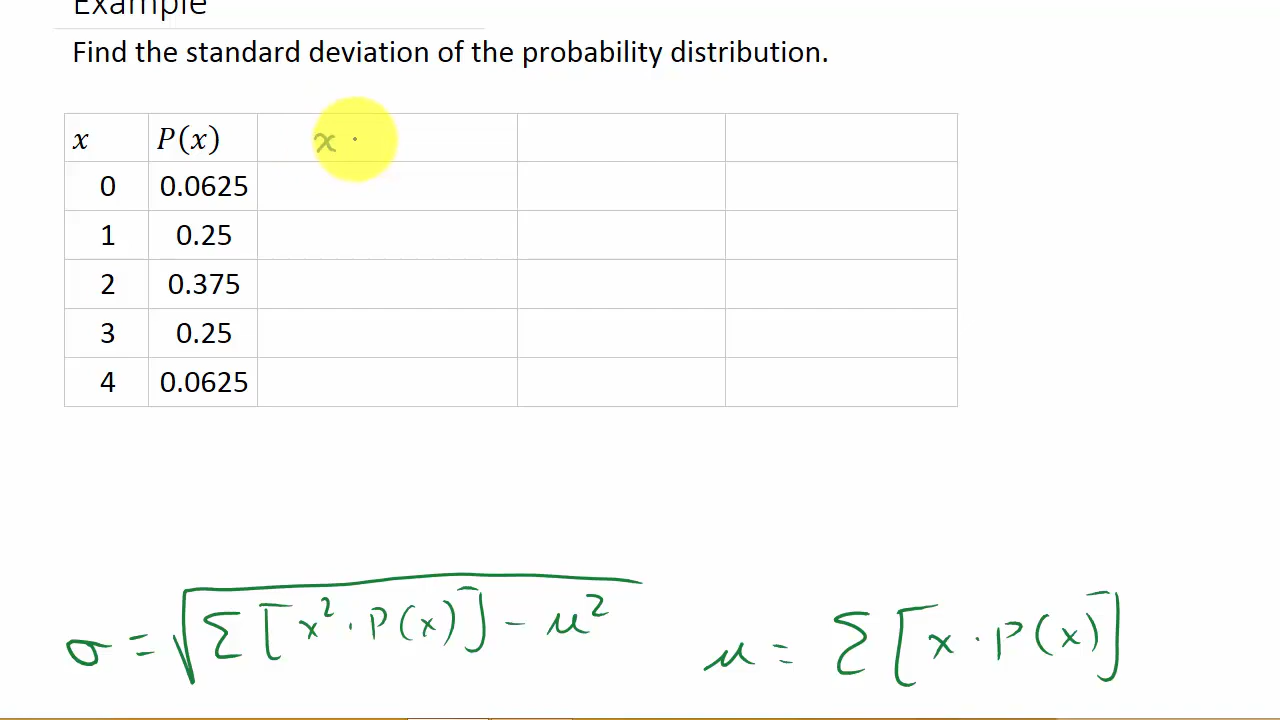 Example
Find the standard deviation of the probability distribution.
x P(x) x ·
0 0.0625
1 0.25
2 0.375
3 0.25
4 0.0625
σ = √Σ[x² · P(x)] − μ² μ = Σ[x · P(x)]